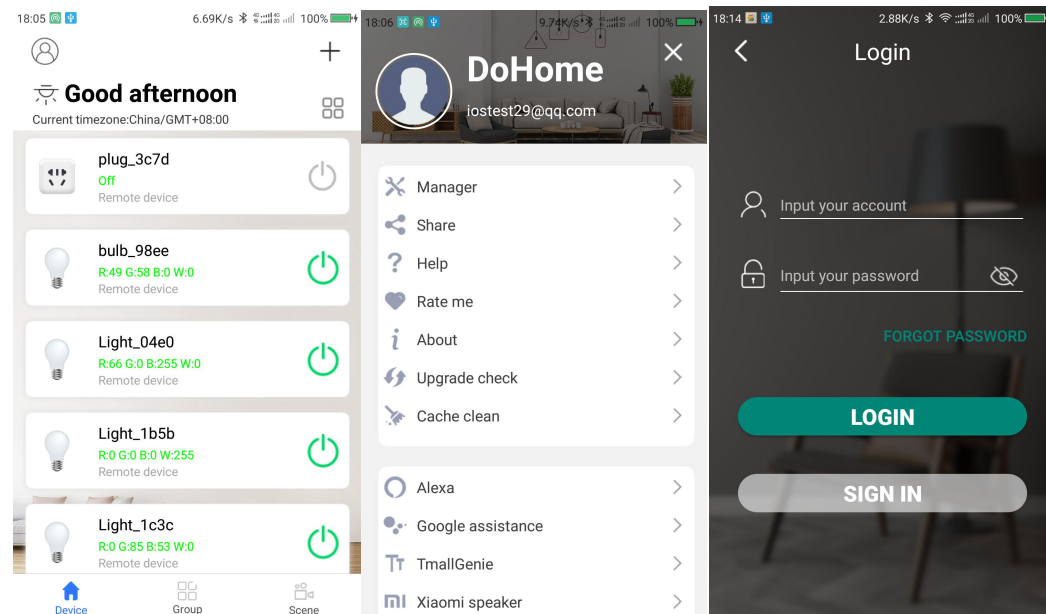 18:05
6.69K/s
100%
Good afternoon
Current timezone:China/GMT+08:00
plug_3c7d
Off
Remote device
bulb_98ee
R:49 G:58 B:0 W:0
Remote device
Light_04e0
R:66 G:0 B:255 W:0
Remote device
Light_1b5b
R:0 G:0 B:0 W:255
Remote device
Light_1c3c
R:0 G:85 B:53 W:0
Remote device
Device
Group
Scene
18:06
9.74K/s
100%
DoHome
iostest29@qq.com
Manager
Share
Help
Rate me
About
Upgrade check
Cache clean
Alexa
Google assistance
TmallGenie
Xiaomi speaker
18:14
2.88K/s
100%
Login
Input your account
Input your password
FORGOT PASSWORD
LOGIN
SIGN IN